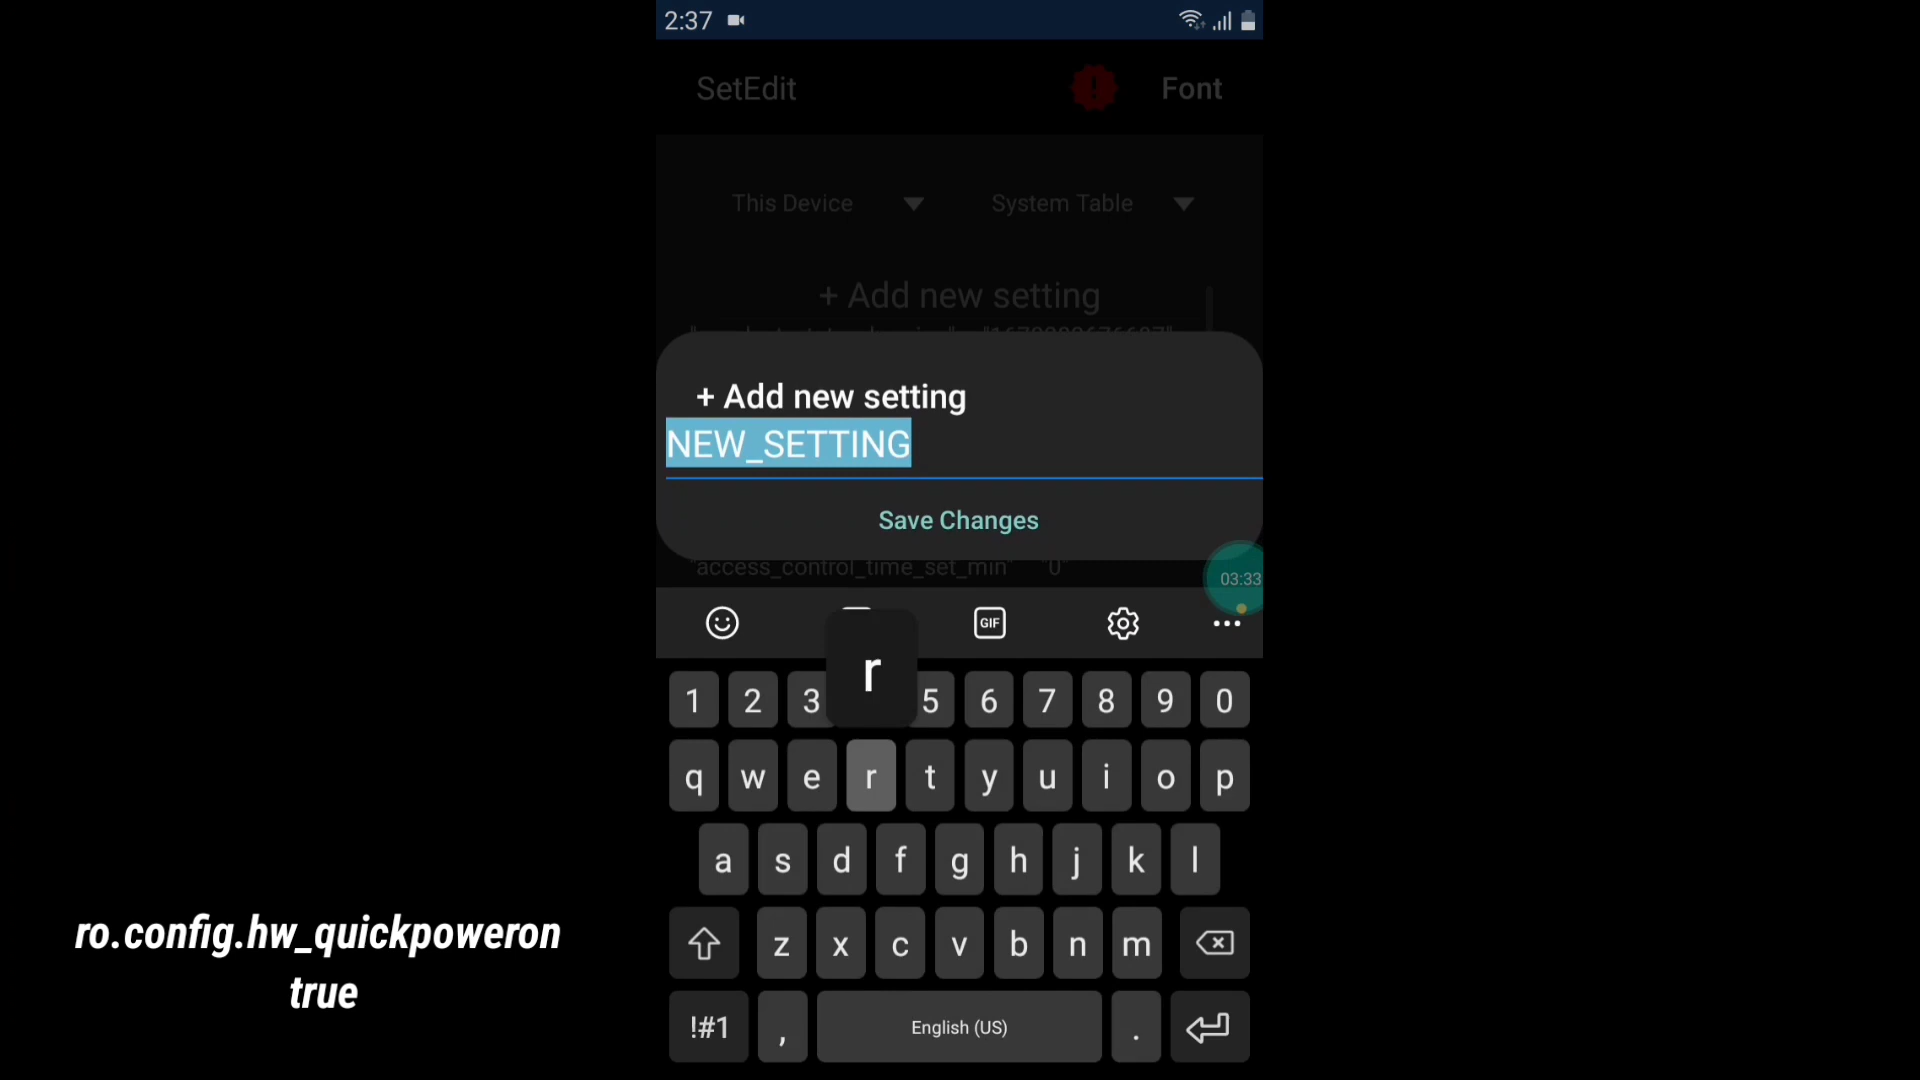 2:37
SetEdit
Font
This Device
System Table
+ Add new setting
+ Add new setting
NEW_SETTING
Save Changes
"access_control_time_set_min" "0"
03:33
GIF
r
1 2 3 5 6 7 8 9 0
q w e r t y u i o p
a s d f g h j k l
z x c v b n m
!#1 , English (US) .
ro.config.hw_quickpoweron
true